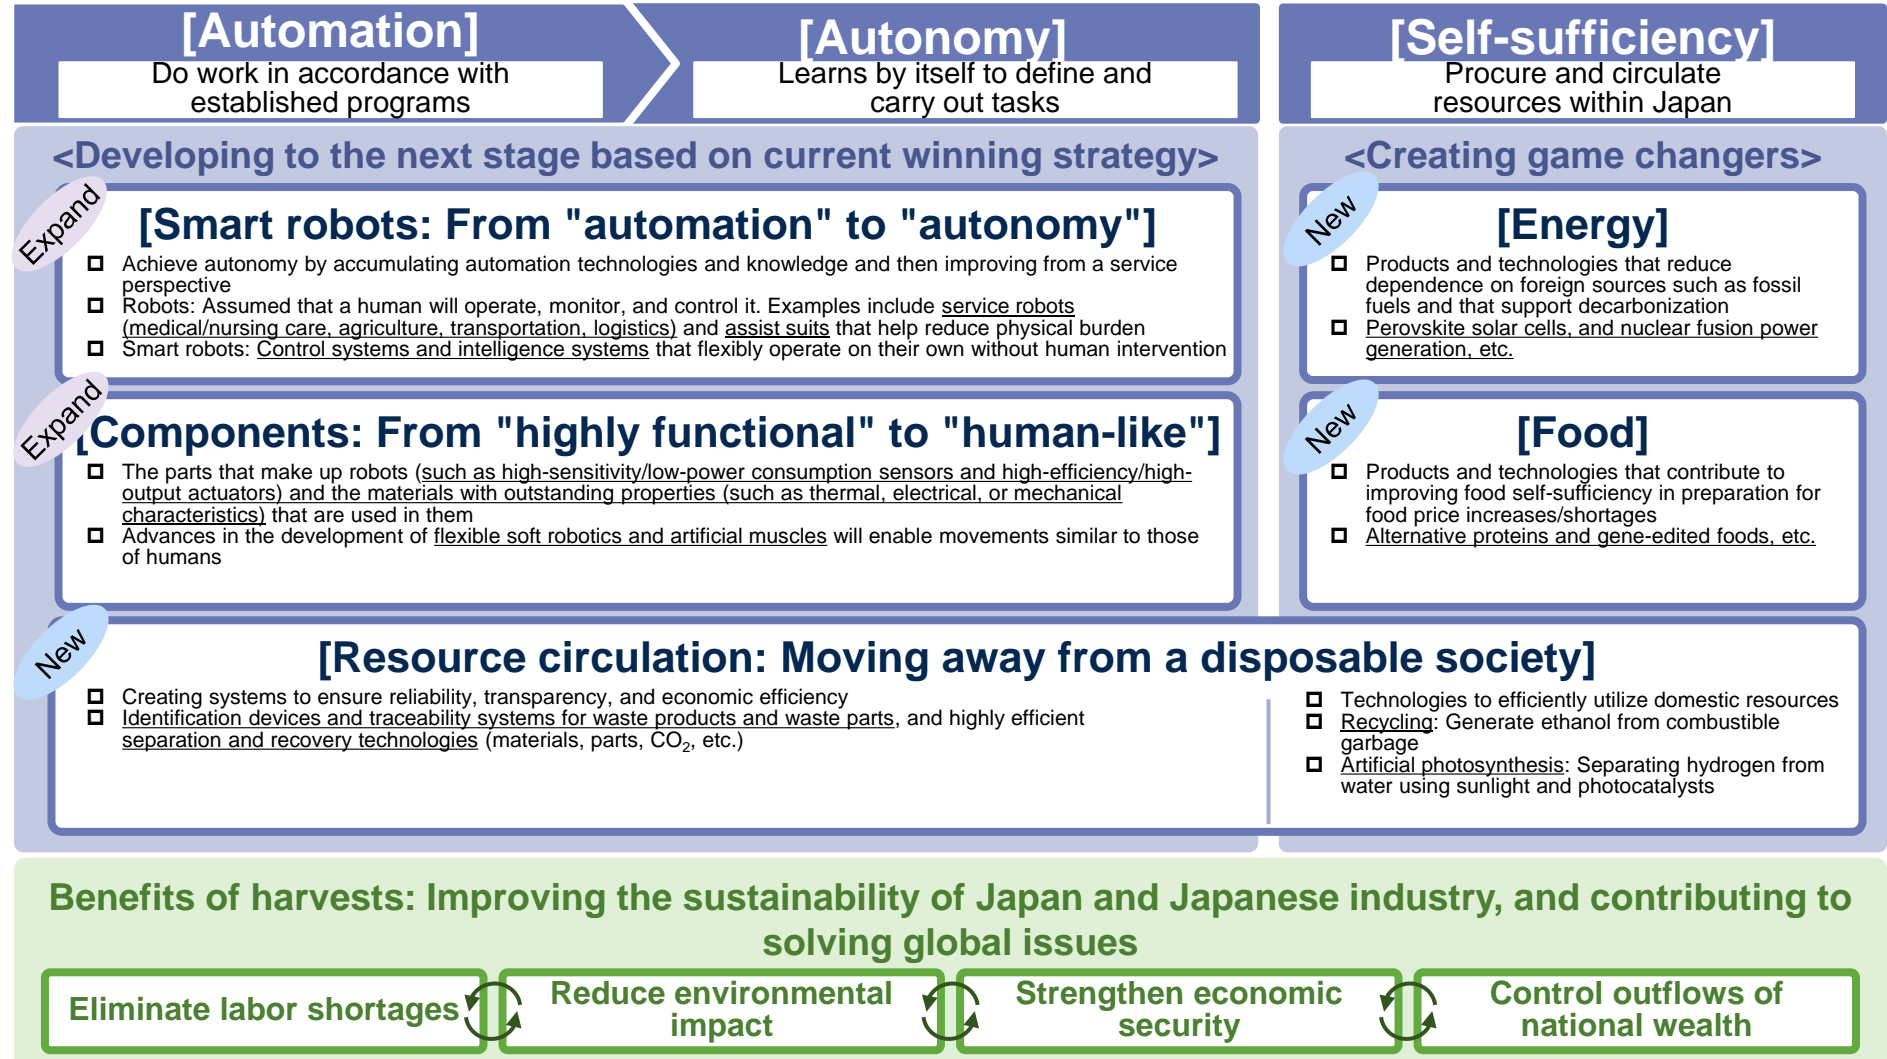 [Automation]
Do work in accordance with
established programs
[Autonomy]
Learns by itself to define and
carry out tasks
[Self-sufficiency]
Procure and circulate
resources within Japan
<Developing to the next stage based on current winning strategy>
Expand
[Smart robots: From "automation" to "autonomy"]
Achieve autonomy by accumulating automation technologies and knowledge and then improving from a service
perspective
Robots: Assumed that a human will operate, monitor, and control it. Examples include service robots
(medical/nursing care, agriculture, transportation, logistics) and assist suits that help reduce physical burden
Smart robots: Control systems and intelligence systems that flexibly operate on their own without human intervention
Expand
[Components: From "highly functional" to "human-like"]
The parts that make up robots (such as high-sensitivity/low-power consumption sensors and high-efficiency/high-
output actuators) and the materials with outstanding properties (such as thermal, electrical, or mechanical
characteristics) that are used in them
Advances in the development of flexible soft robotics and artificial muscles will enable movements similar to those
of humans
<Creating game changers>
New
[Energy]
Products and technologies that reduce
dependence on foreign sources such as fossil
fuels and that support decarbonization
Perovskite solar cells, and nuclear fusion power
generation, etc.
New
[Food]
Products and technologies that contribute to
improving food self-sufficiency in preparation for
food price increases/shortages
Alternative proteins and gene-edited foods, etc.
New
[Resource circulation: Moving away from a disposable society]
Creating systems to ensure reliability, transparency, and economic efficiency
Identification devices and traceability systems for waste products and waste parts, and highly efficient
separation and recovery technologies (materials, parts, CO2, etc.)
Technologies to efficiently utilize domestic resources
Recycling: Generate ethanol from combustible
garbage
Artificial photosynthesis: Separating hydrogen from
water using sunlight and photocatalysts
Benefits of harvests: Improving the sustainability of Japan and Japanese industry, and contributing to
solving global issues
Eliminate labor shortages
Reduce environmental
impact
Strengthen economic
security
Control outflows of
national wealth